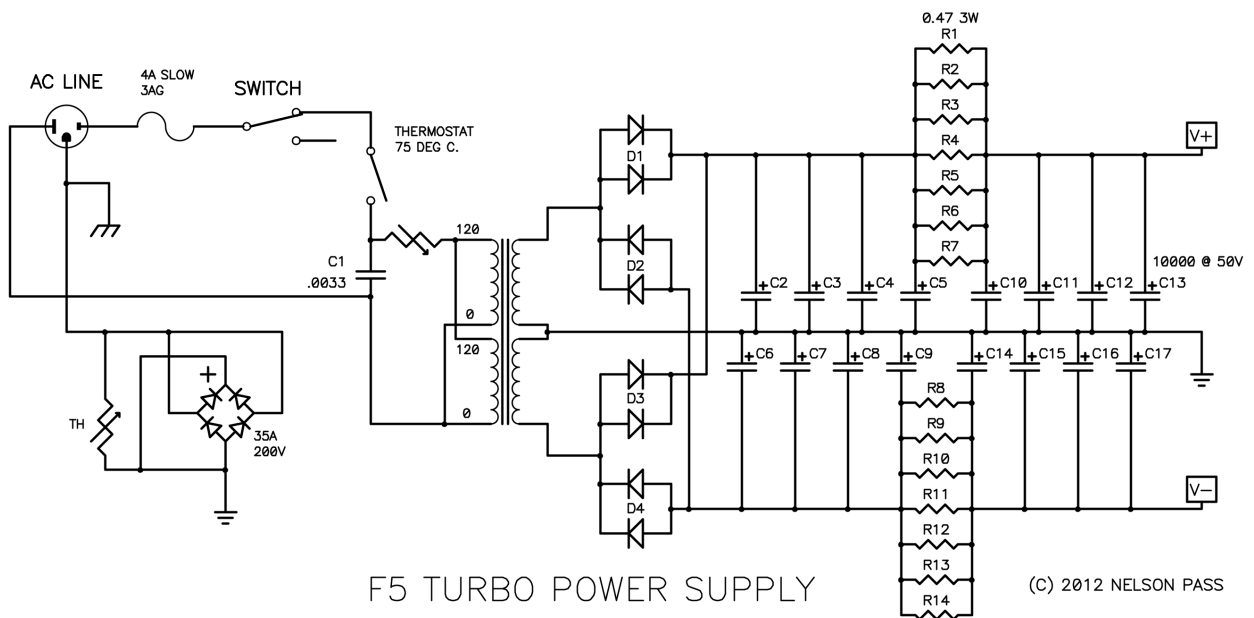 0.47 3W
R1
R2
R3
R4
R5
R6
R7
AC LINE
4A SLOW
3AG
SWITCH
THERMOSTAT
75 DEG C.
D1
D2
V+
120
0
120
0
C1
.0033
+C2
+C3
+C4
+C5
+C10
+C11
+C12
+C13
10000 @ 50V
+C6
+C7
+C8
+C9
+C14
+C15
+C16
+C17
+
TH
35A
200V
D3
D4
R8
R9
R10
R11
R12
R13
R14
V-
F5 TURBO POWER SUPPLY
(C) 2012 NELSON PASS